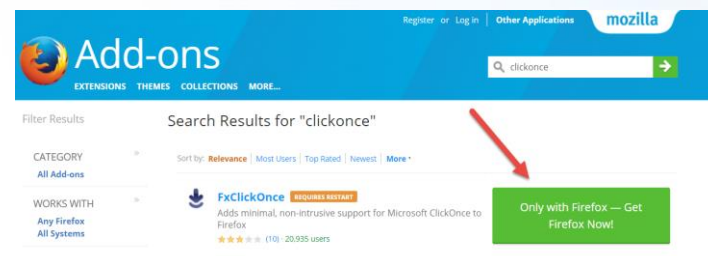 Register or Log in | Other Applications mozilla
Add-ons
clickonce
EXTENSIONS THEMES COLLECTIONS MORE...
Filter Results
Search Results for "clickonce"
CATEGORY »
All Add-ons
Sort by: Relevance | Most Users | Top Rated | Newest | More
WORKS WITH »
Any Firefox
All Systems
FxClickOnce REQUIRES RESTART
Adds minimal, non-intrusive support for Microsoft ClickOnce to
Firefox
(10) · 20.935 users
Only with Firefox — Get
Firefox Now!